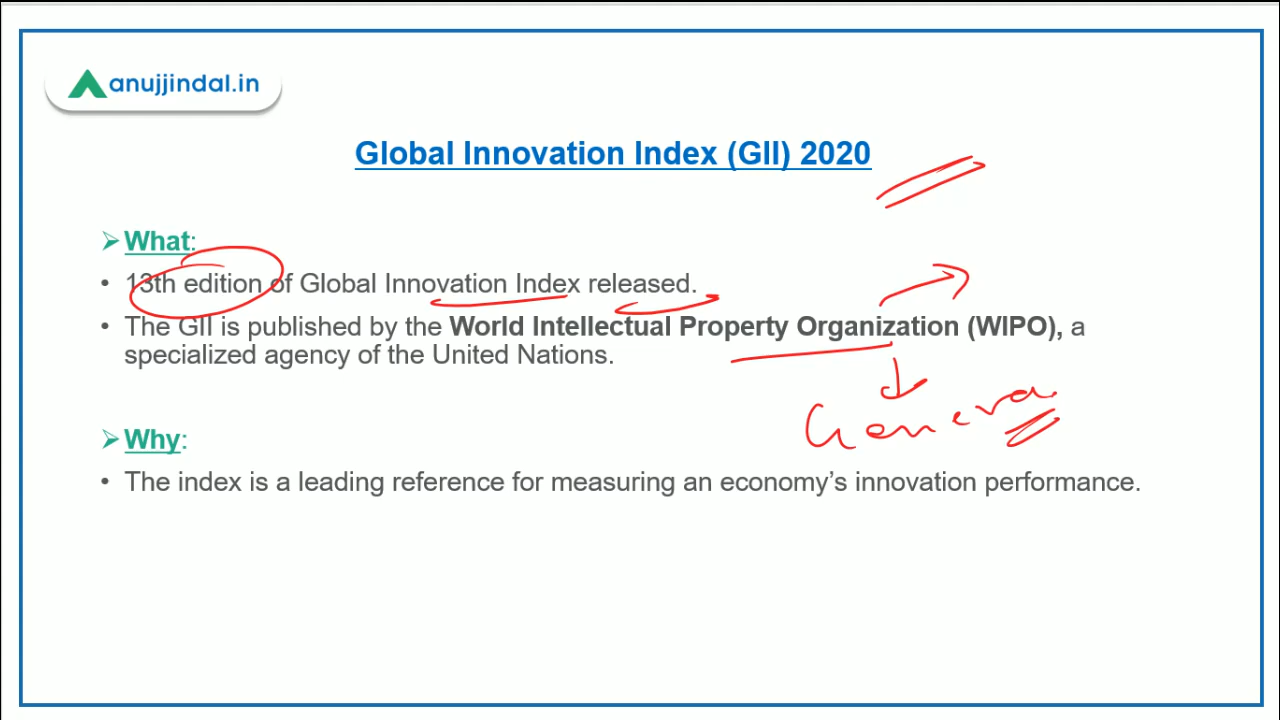 anujjindal.in
Global Innovation Index (GII) 2020
What:
• 13th edition of Global Innovation Index released.
• The GII is published by the World Intellectual Property Organization (WIPO), a
specialized agency of the United Nations.
Geneva
Why:
• The index is a leading reference for measuring an economy’s innovation performance.